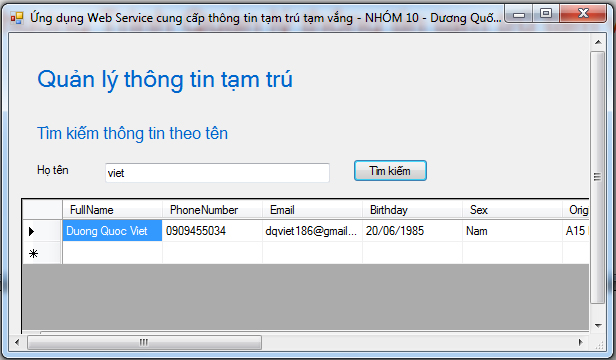 Ứng dụng Web Service cung cấp thông tin tạm trú tạm vắng - NHÓM 10 - Dương Quố...
Quản lý thông tin tạm trú
Tìm kiếm thông tin theo tên
Họ tên viet Tìm kiếm
FullName PhoneNumber Email Birthday Sex Orig
Duong Quoc Viet 0909455034 dqviet186@gmail... 20/06/1985 Nam A15